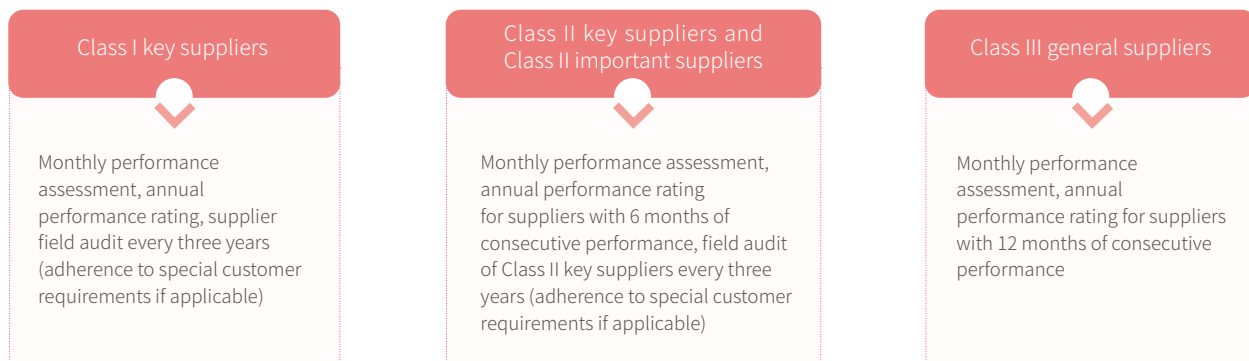 Class I key suppliers
Monthly performance
assessment, annual
performance rating, supplier
field audit every three years
(adherence to special customer
requirements if applicable)
Class II key suppliers and
Class II important suppliers
Monthly performance assessment,
annual performance rating
for suppliers with 6 months of
consecutive performance, field audit
of Class II key suppliers every three
years (adherence to special customer
requirements if applicable)
Class III general suppliers
Monthly performance
assessment, annual
performance rating for suppliers
with 12 months of consecutive
performance